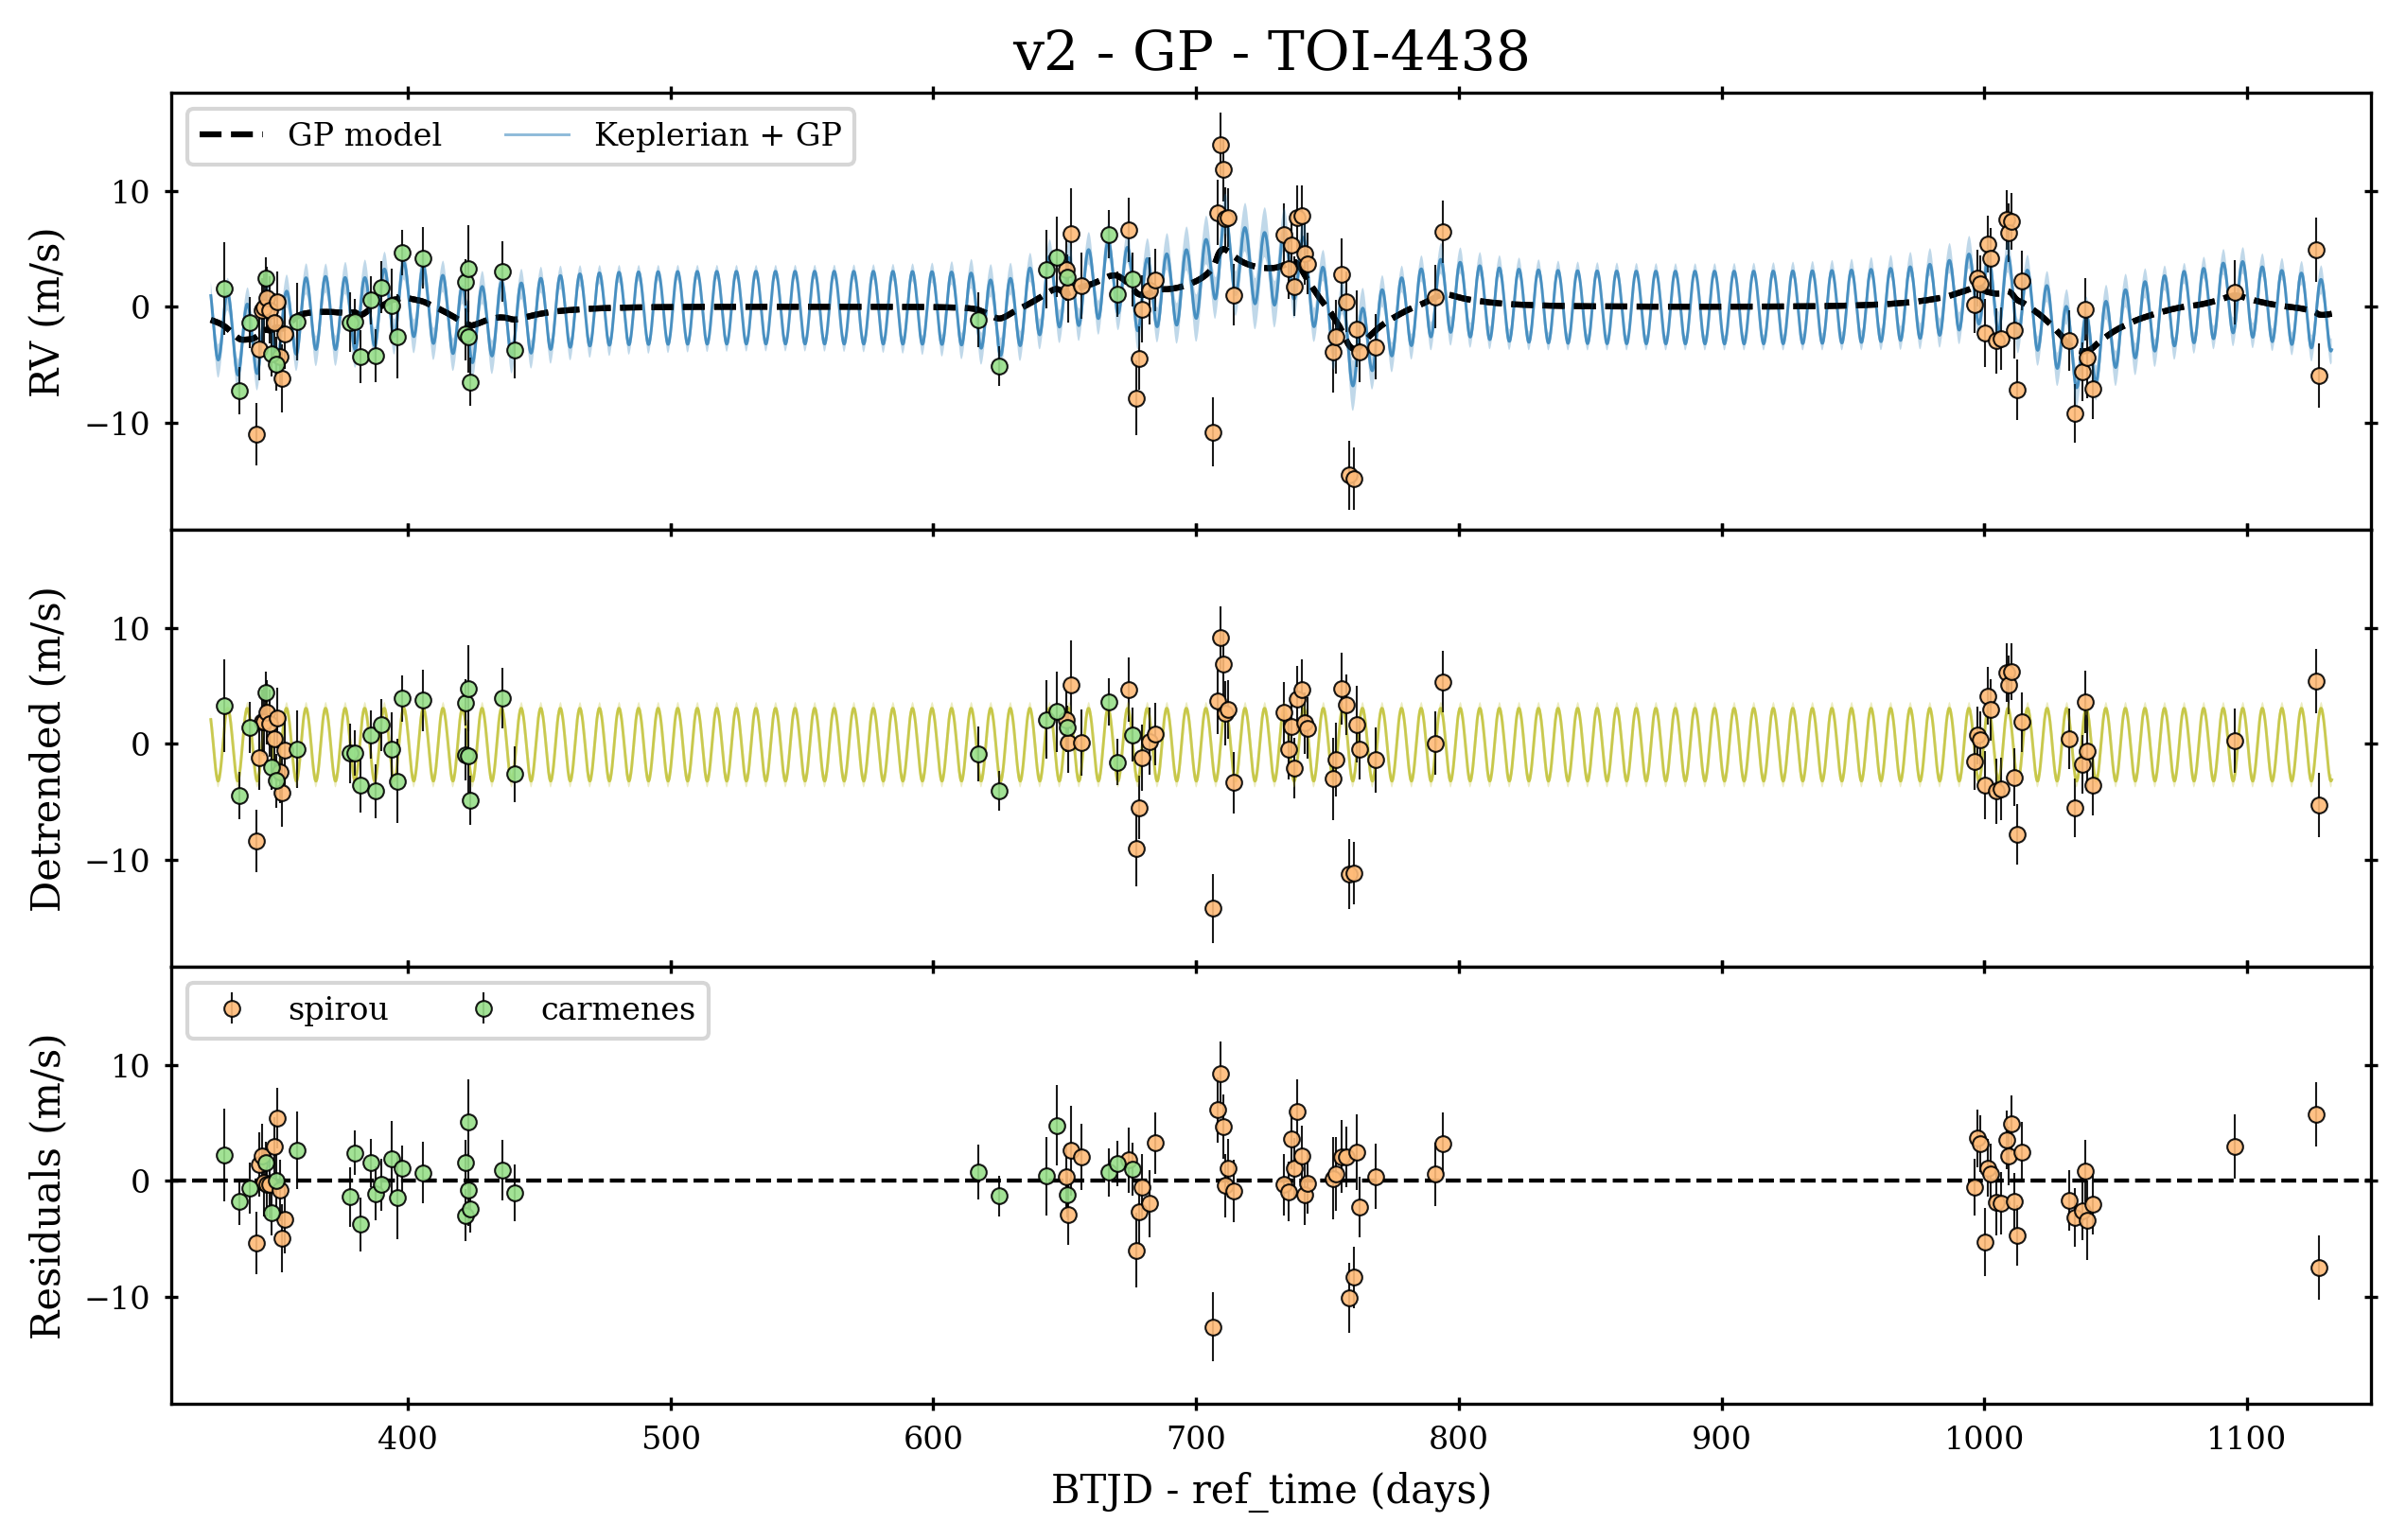 v2 - GP - TOI-4438
GP model
Keplerian + GP
RV (m/s)
10
0
−10
Detrended (m/s)
10
0
−10
spirou
carmenes
Residuals (m/s)
10
0
−10
400 500 600 700 800 900 1000 1100
BTJD - ref_time (days)